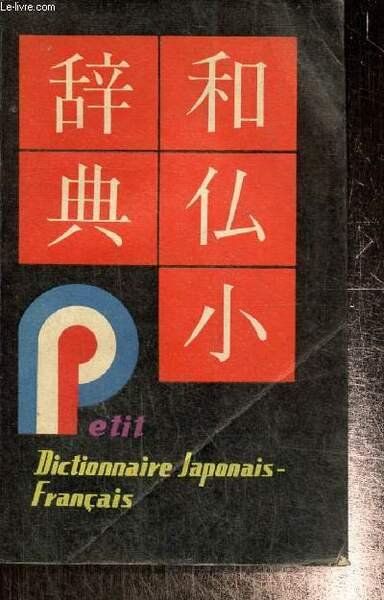 © Le-livre.com
和仏小
辞典
Petit
Dictionnaire Japonais-
Français